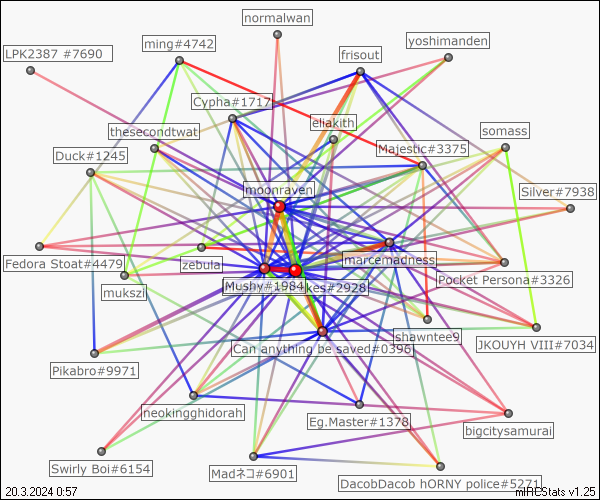 normalwan
yoshimanden
ming#4742
LPK2387 #7690
frisout
Cypha#1717
eliakith
thesecondtwat
somass
Majestic#3375
Duck#1245
moonraven
Silver#7938
Fedora Stoat#4479
zebula
marcemadness
Pocket Persona#3326
mukszi
Mushy#1984
kes#2928
shawntee9
JKOUYH VIII#7034
Can anything be saved#0396
Pikabro#9971
neokingghidorah
Eg.Master#1378
bigcitysamurai
Swirly Boi#6154
Madネコ#6901
DacobDacob hORNY police#5271
20.3.2024 0:57
mIRCStats v1.25